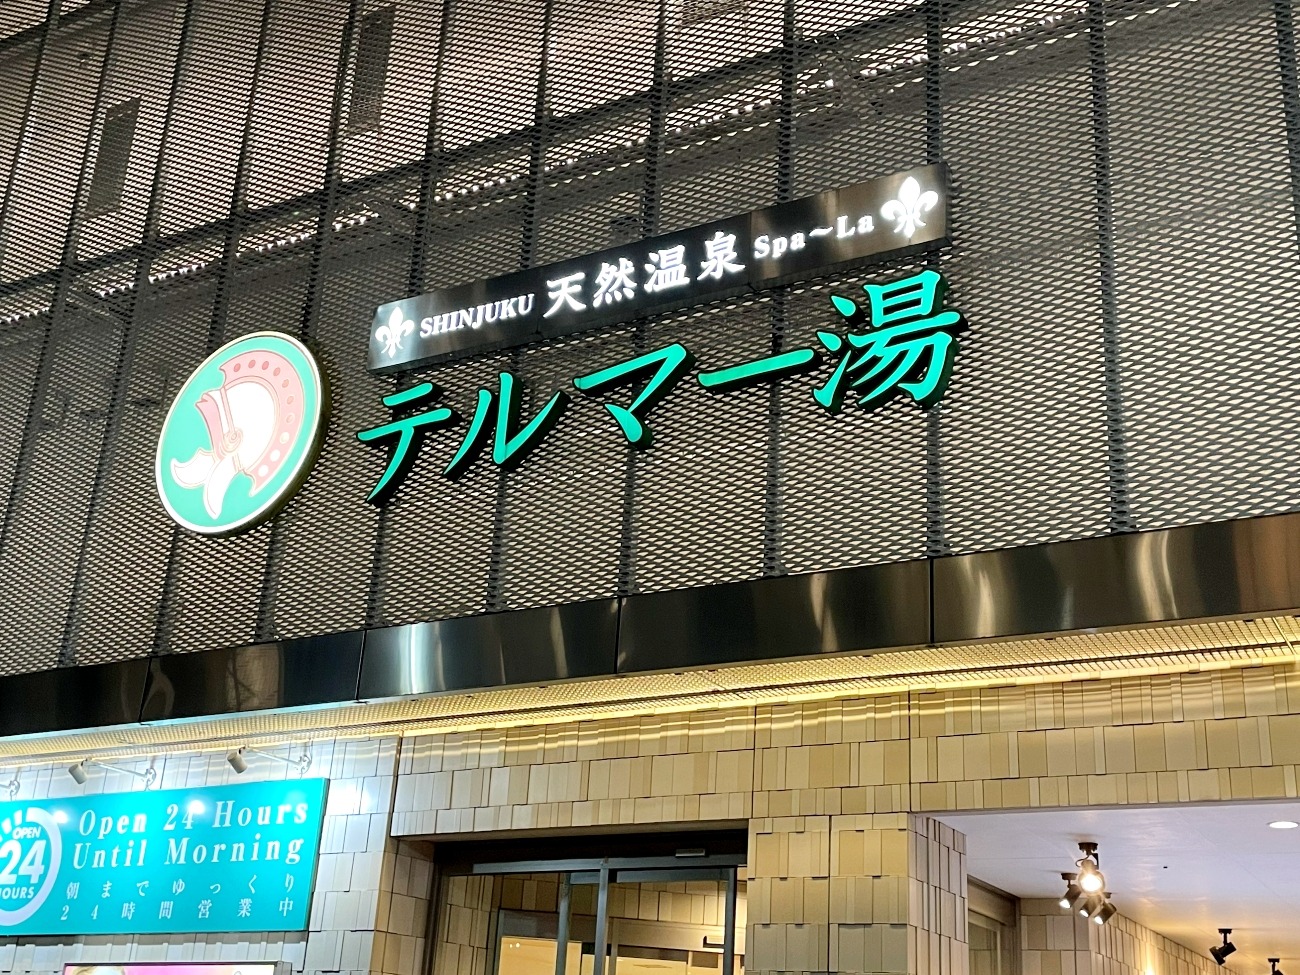 SHINJUKU 天然温泉 Spa～La
テルマー湯
OPEN
24
HOURS
Open 24 Hours
Until Morning
朝までゆっくり
24時間営業中